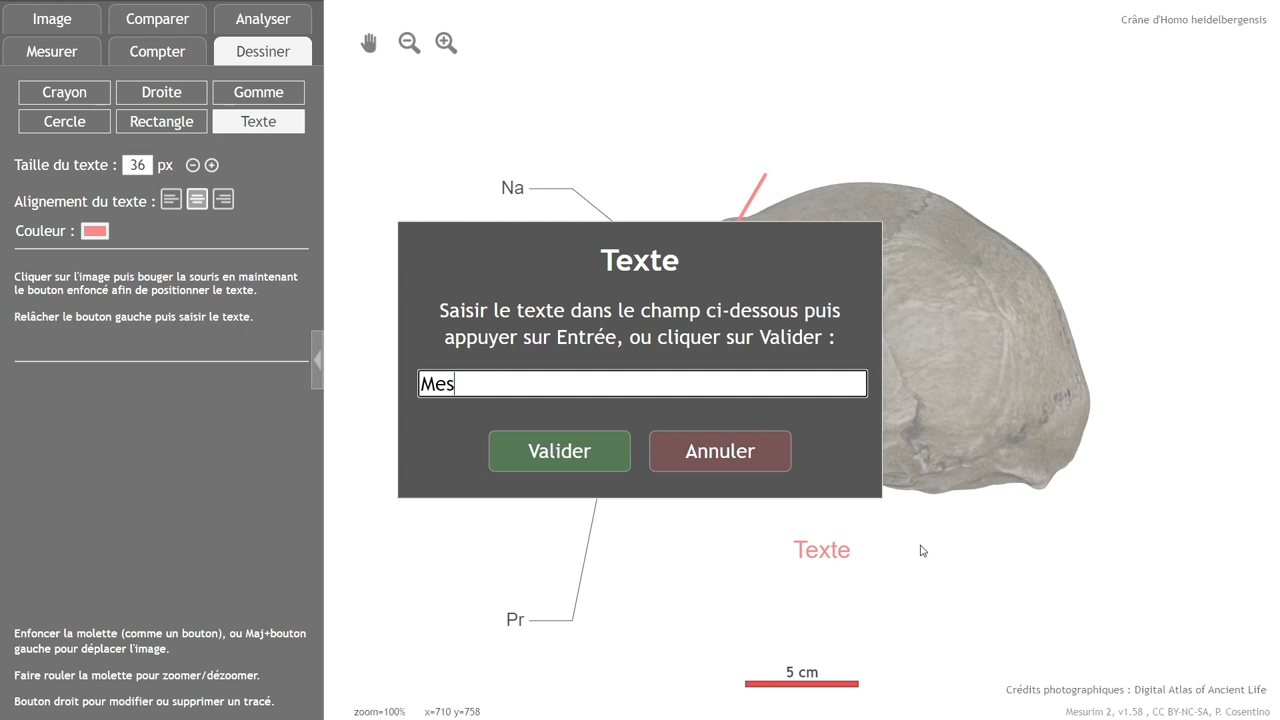 Image Comparer Analyser
Mesurer Compter Dessiner
Crayon Droite Gomme
Cercle Rectangle Texte
Taille du texte : 36 px
Alignement du texte :
Couleur :
Cliquer sur l'image puis bouger la souris en maintenant
le bouton enfoncé afin de positionner le texte.
Relâcher le bouton gauche puis saisir le texte.
Enfoncer la molette (comme un bouton), ou Maj+bouton
gauche pour déplacer l'image.
Faire rouler la molette pour zoomer/dézoomer.
Bouton droit pour modifier ou supprimer un tracé.
Crâne d'Homo heidelbergensis
Na
Texte
Saisir le texte dans le champ ci-dessous puis
appuyer sur Entrée, ou cliquer sur Valider :
Mes
Valider Annuler
Texte
Pr
5 cm
Crédits photographiques : Digital Atlas of Ancient Life
zoom=100% x=710 y=758
Mesurim 2, v1.58 , CC BY-NC-SA, P. Cosentino